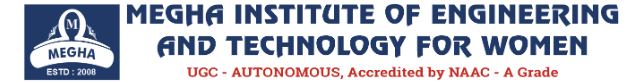 M
MEGHA
ESTD : 2008
MEGHA INSTITUTE OF ENGINEERING
AND TECHNOLOGY FOR WOMEN
UGC - AUTONOMOUS, Accredited by NAAC - A Grade